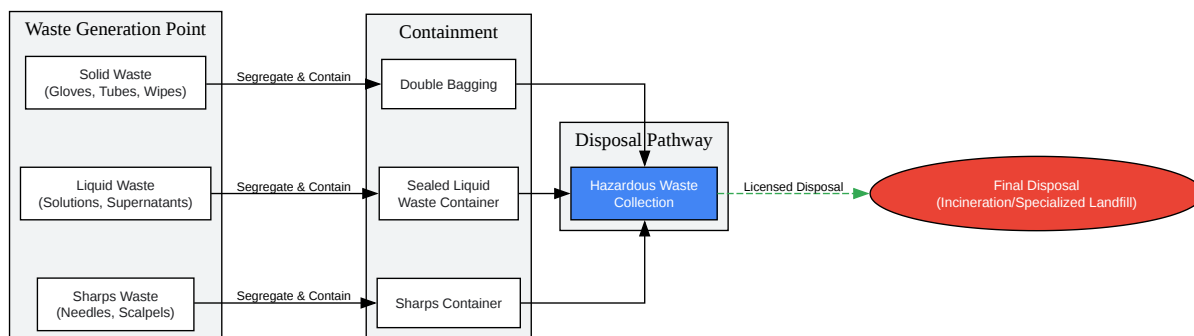 Waste Generation Point
Containment
Solid Waste
(Gloves, Tubes, Wipes)
Segregate & Contain
Double Bagging
Disposal Pathway
Liquid Waste
(Solutions, Supernatants)
Segregate & Contain
Sealed Liquid
Waste Container
Hazardous Waste
Collection
Licensed Disposal
Final Disposal
(Incineration/Specialized Landfill)
Sharps Waste
(Needles, Scalpels)
Segregate & Contain
Sharps Container